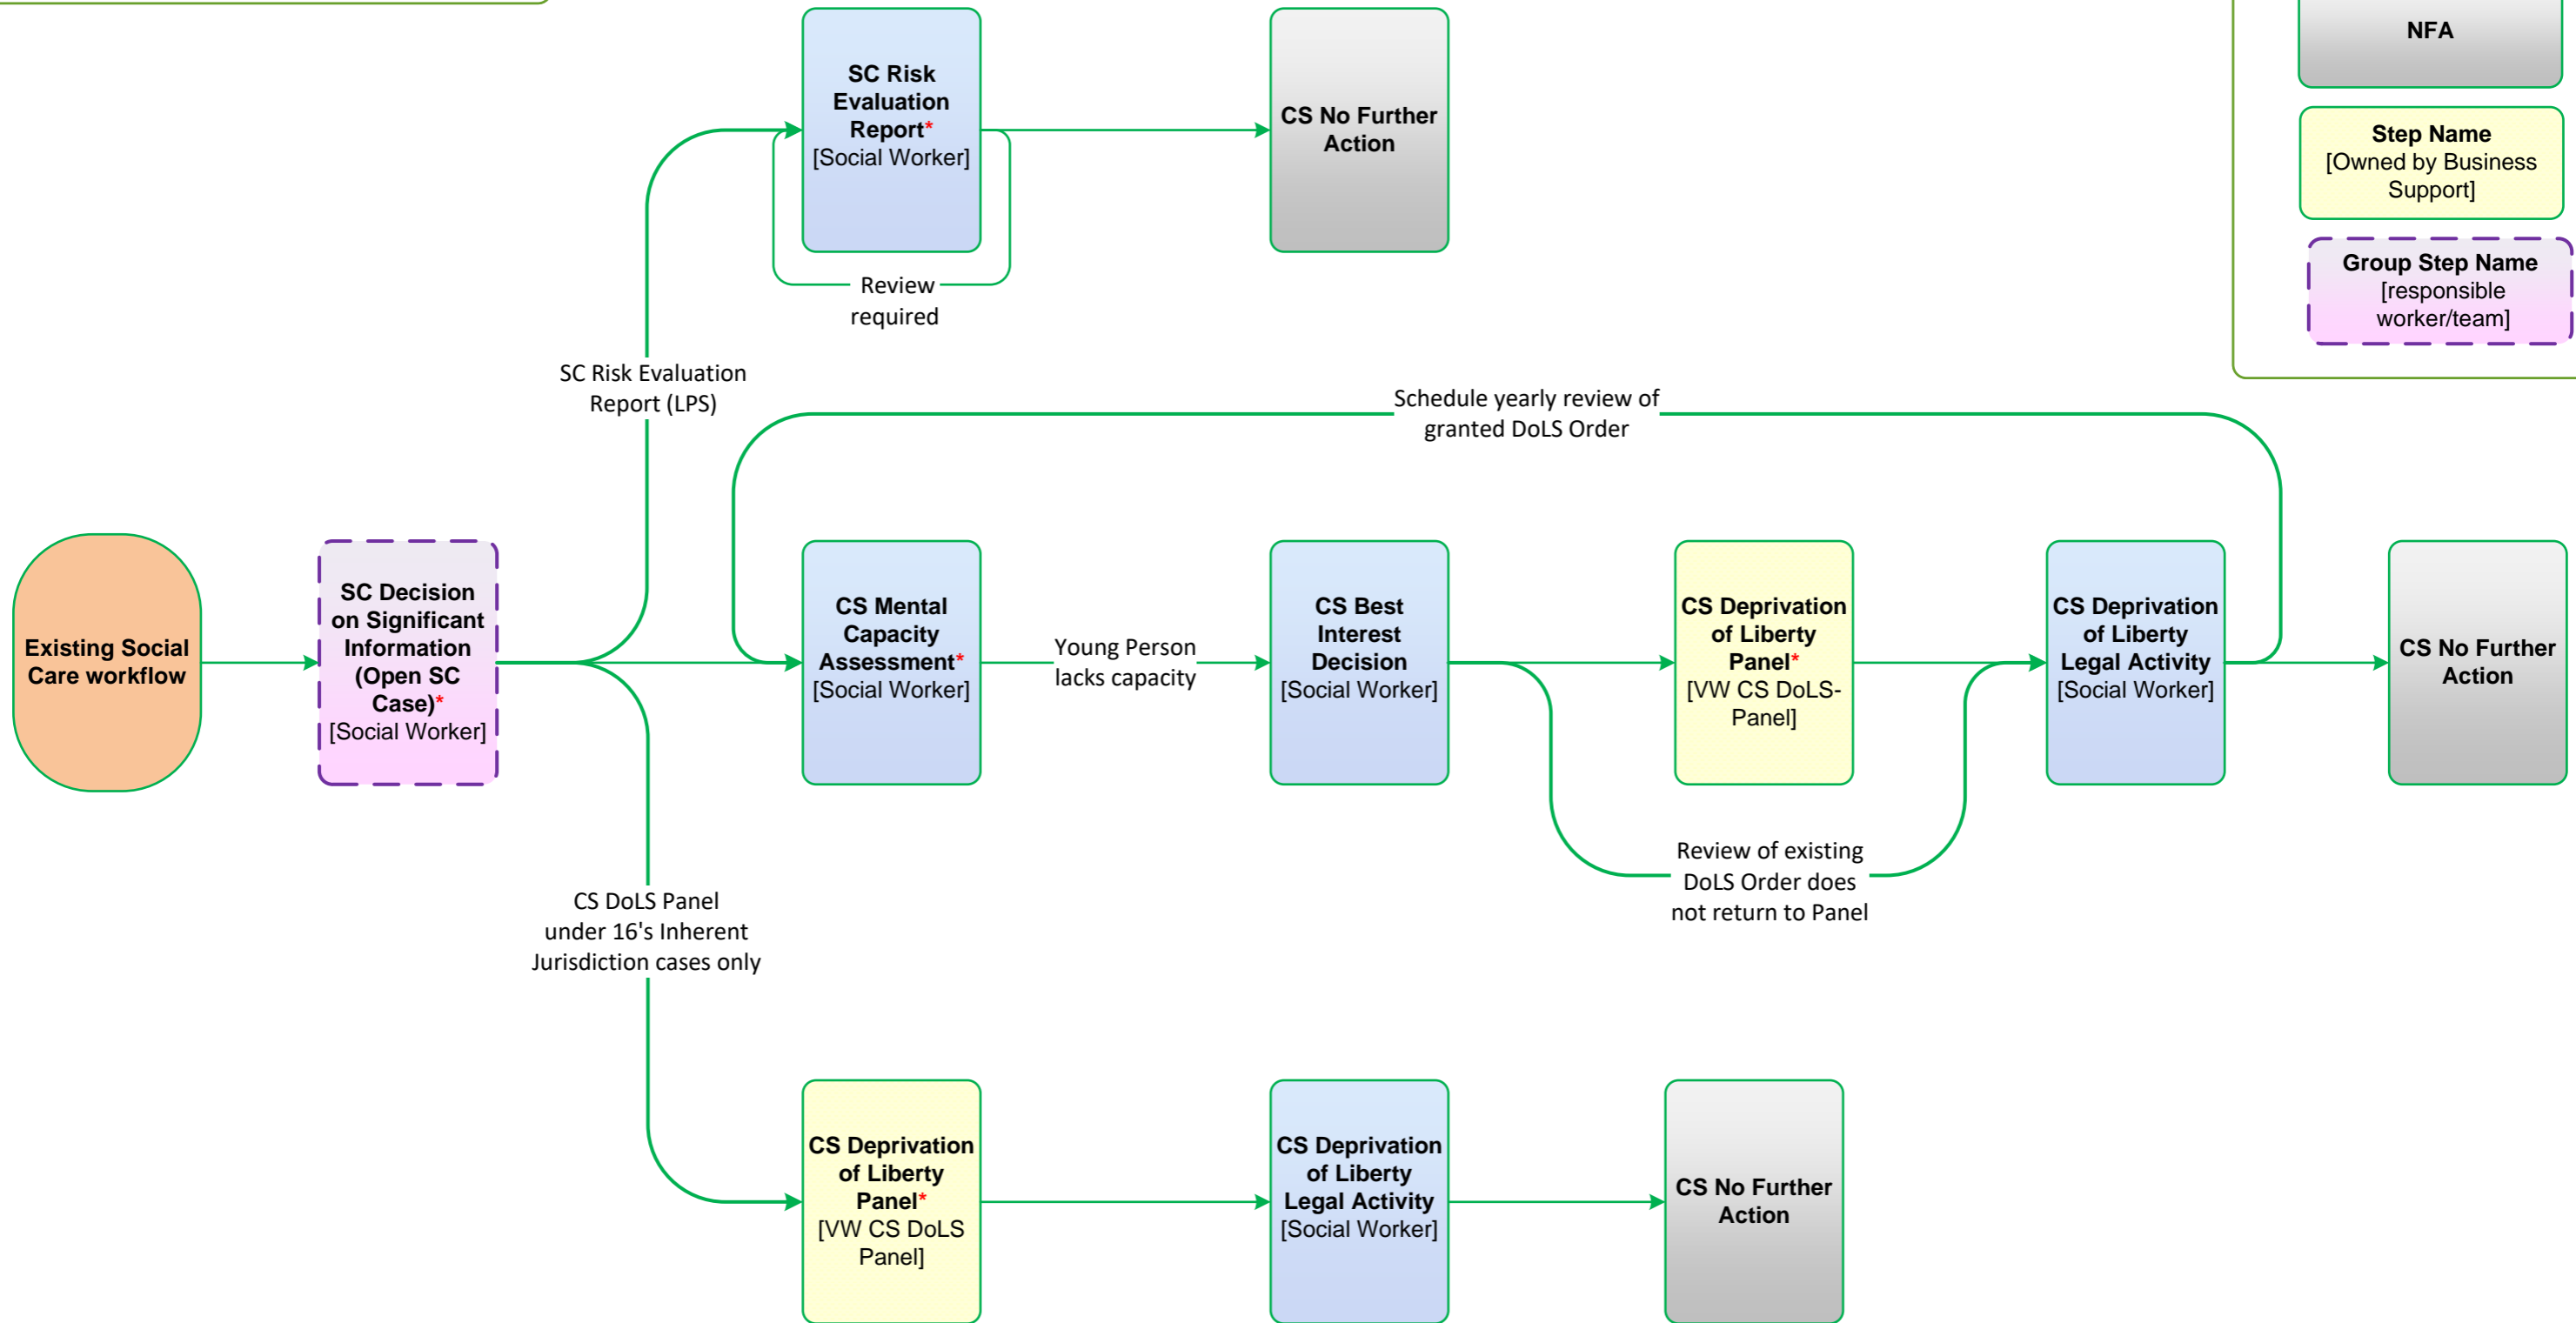 NFA
Step Name
[Owned by Business
Support]
Group Step Name
[responsible
worker/team]
SC Risk
Evaluation
Report*
[Social Worker]
Review
required
CS No Further
Action
SC Risk Evaluation
Report (LPS)
Schedule yearly review of
granted DoLS Order
Existing Social
Care workflow
SC Decision
on Significant
Information
(Open SC
Case)*
[Social Worker]
CS Mental
Capacity
Assessment*
[Social Worker]
Young Person
lacks capacity
CS Best
Interest
Decision
[Social Worker]
CS Deprivation
of Liberty
Panel*
[VW CS DoLS-
Panel]
CS Deprivation
of Liberty
Legal Activity
[Social Worker]
CS No Further
Action
Review of existing
DoLS Order does
not return to Panel
CS DoLS Panel
under 16's Inherent
Jurisdiction cases only
CS Deprivation
of Liberty
Panel*
[VW CS DoLS
Panel]
CS Deprivation
of Liberty
Legal Activity
[Social Worker]
CS No Further
Action